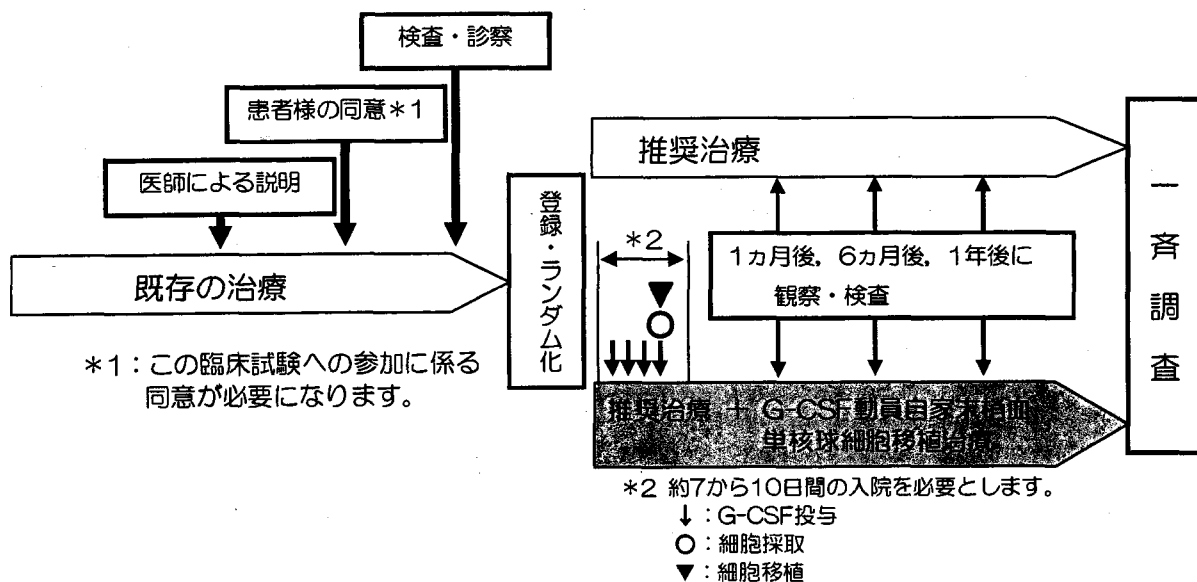 検査・診察
患者様の同意*1
医師による説明
既存の治療
*1:この臨床試験への参加に係る
同意が必要になります。
登録・ランダム化
推奨治療
*2
1ヵ月後,6ヵ月後,1年後に
観察・検査
推奨治療 + G-CSF動員自家末梢血
単核球細胞移植治療
一斉調査
*2 約7から10日間の入院を必要とします。
↓:G-CSF投与
○:細胞採取
▼:細胞移植